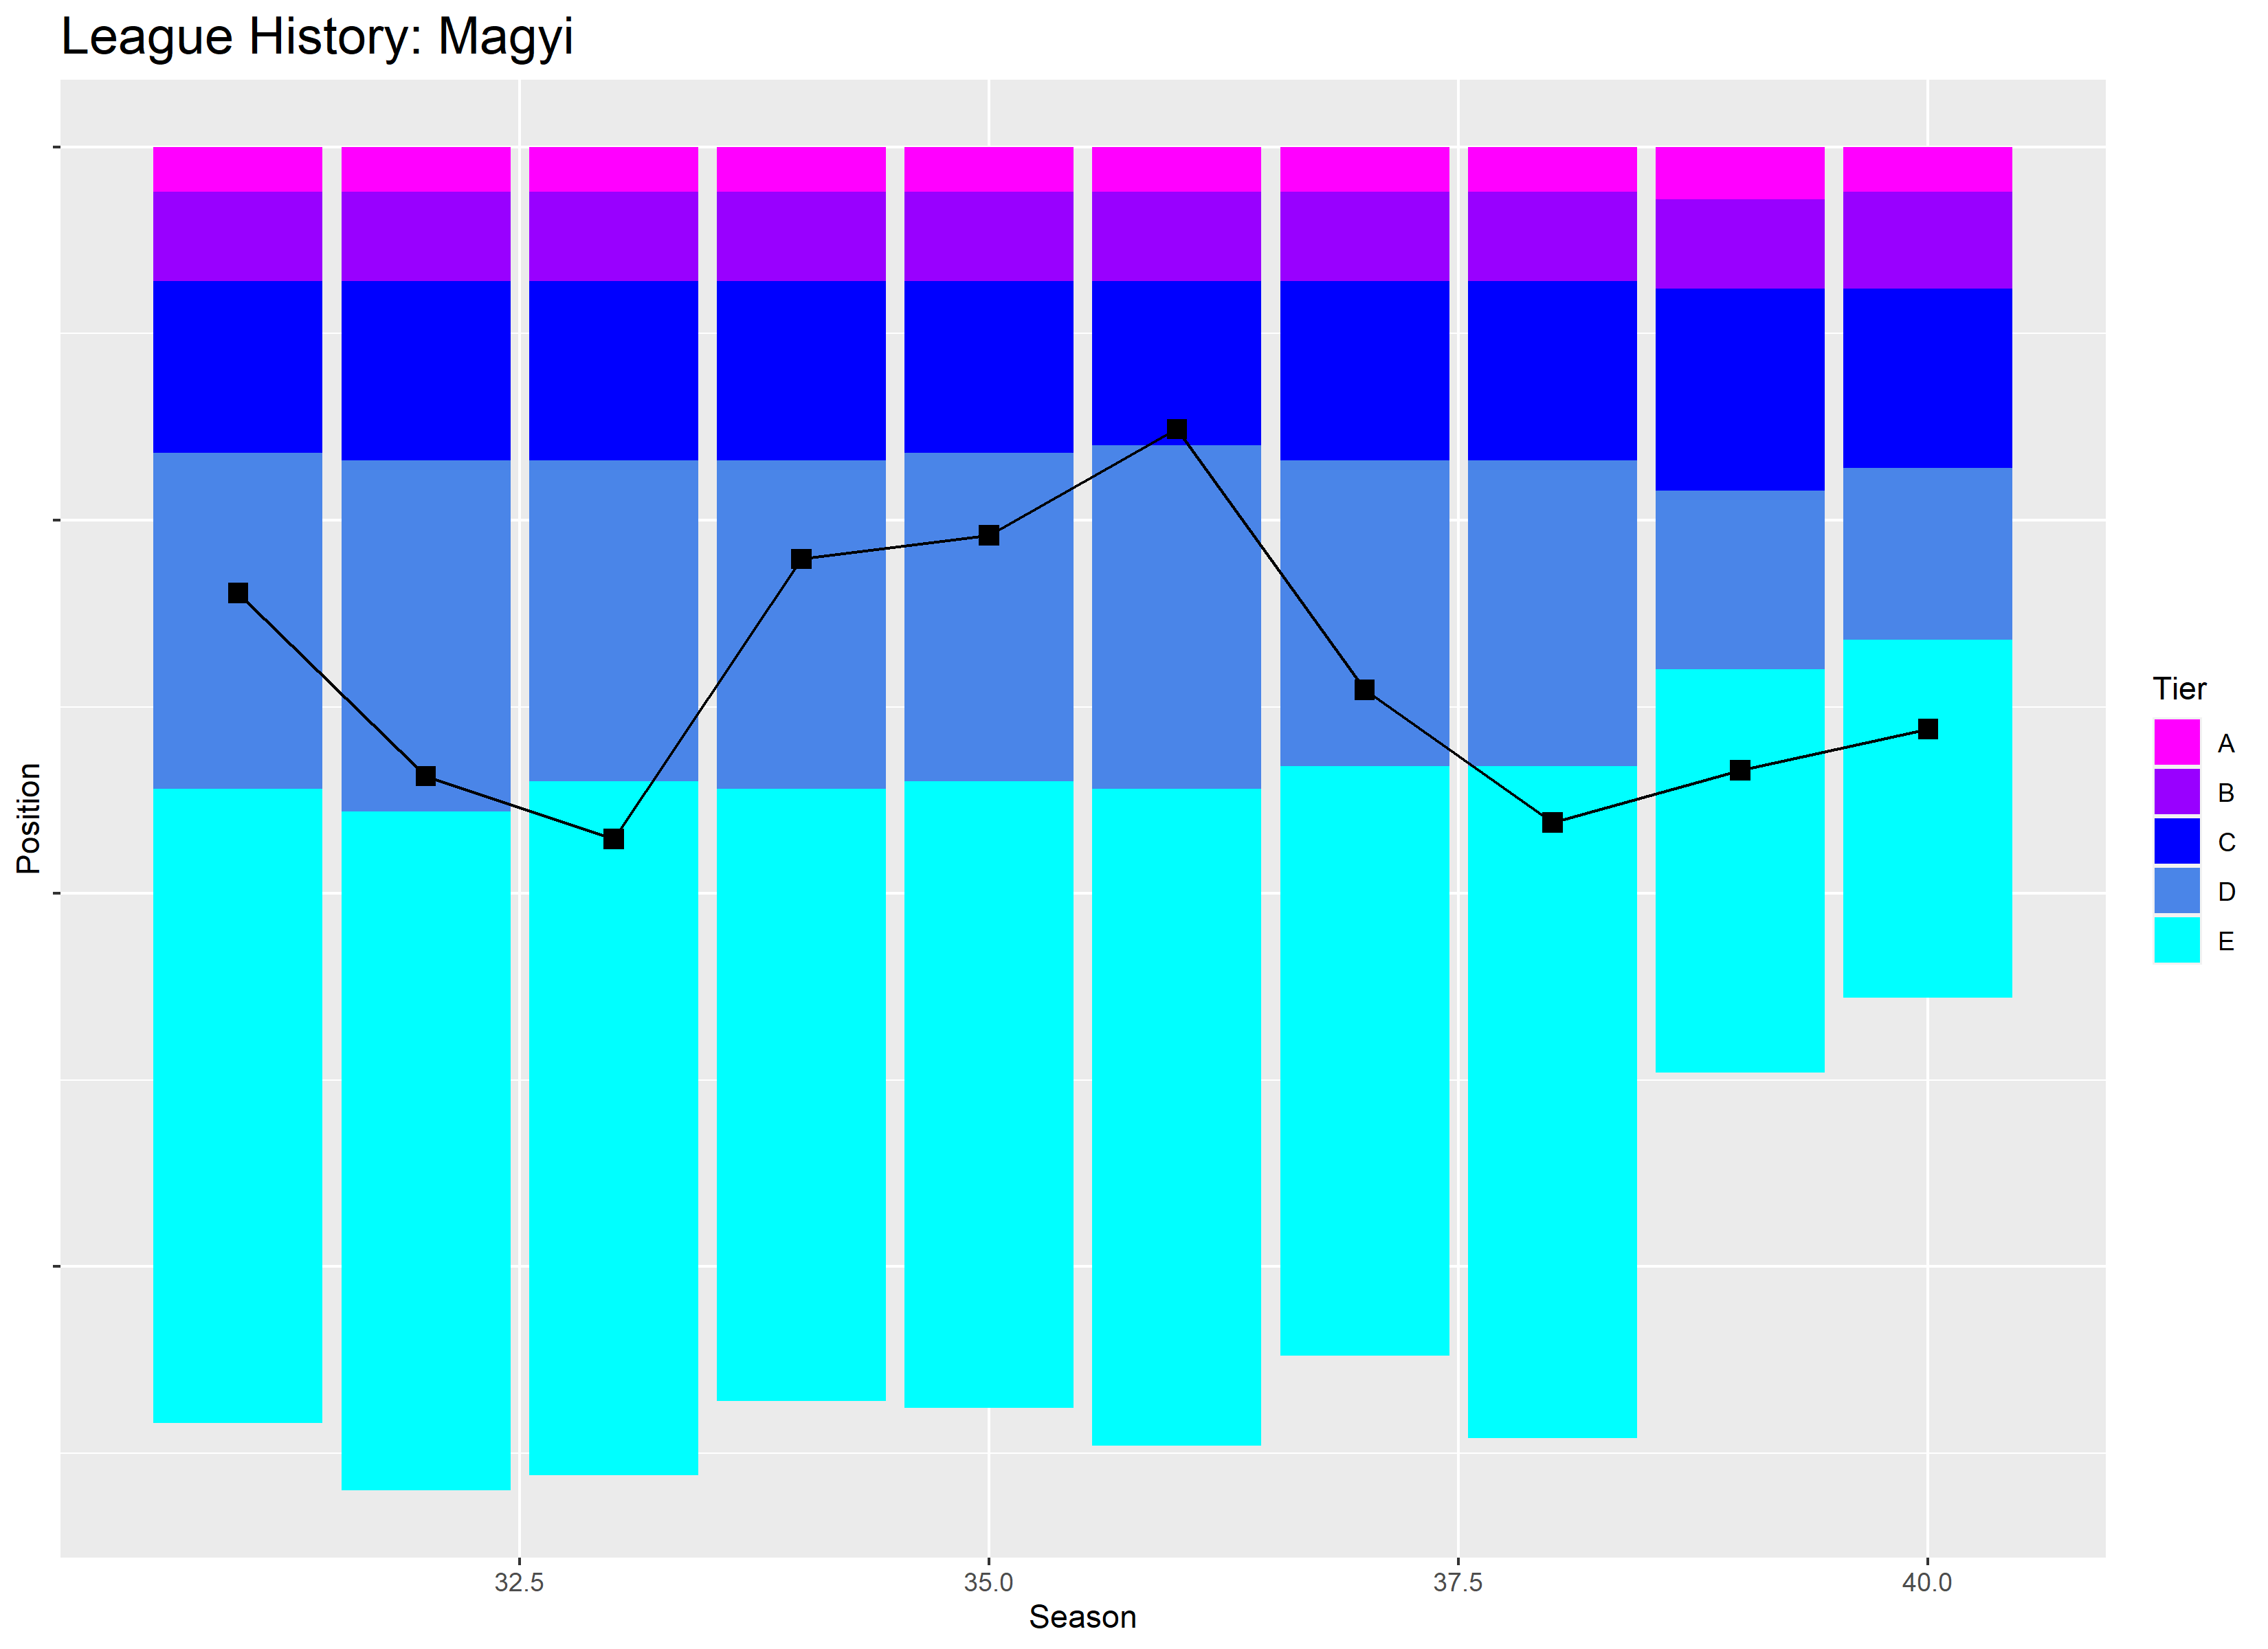 League History: Magyi
Position
Tier
A
B
C
D
E
32.5
35.0
37.5
40.0
Season